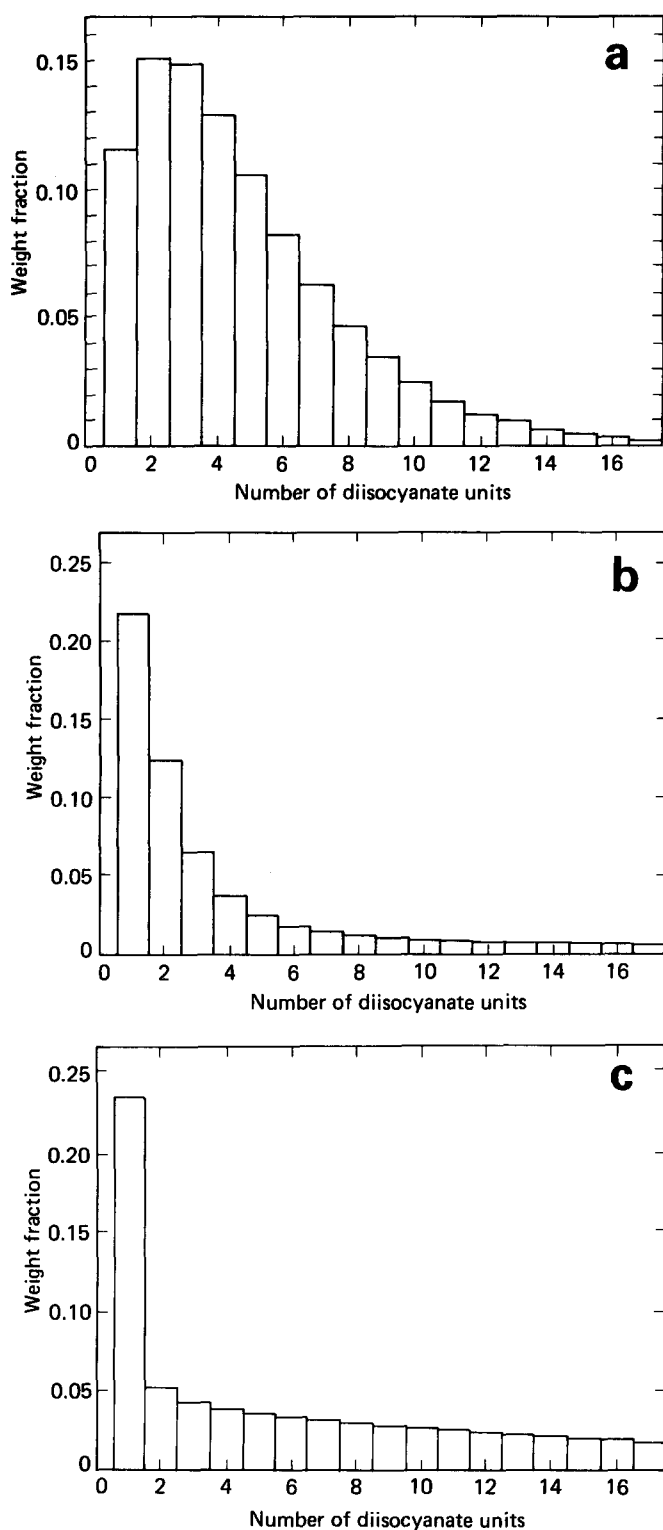 a
0.15
0.10
0.05
0
Weight fraction
0 2 4 6 8 10 12 14 16
Number of diisocyanate units
b
0.25
0.20
0.15
0.10
0.05
0
Weight fraction
0 2 4 6 8 10 12 14 16
Number of diisocyanate units
c
0.25
0.20
0.15
0.10
0.05
0
Weight fraction
0 2 4 6 8 10 12 14 16
Number of diisocyanate units